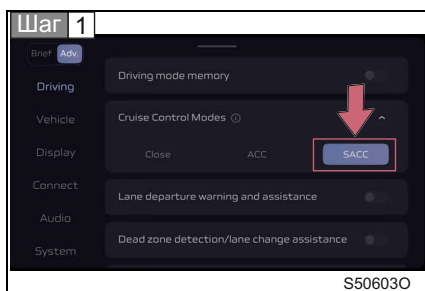 Шаг 1
Brief Adv.
Driving
Vehicle
Display
Connect
Audio
System
Driving mode memory
Cruise Control Modes ⓘ
Close ACC SACC
Lane departure warning and assistance
Dead zone detection/lane change assistance
S50603O